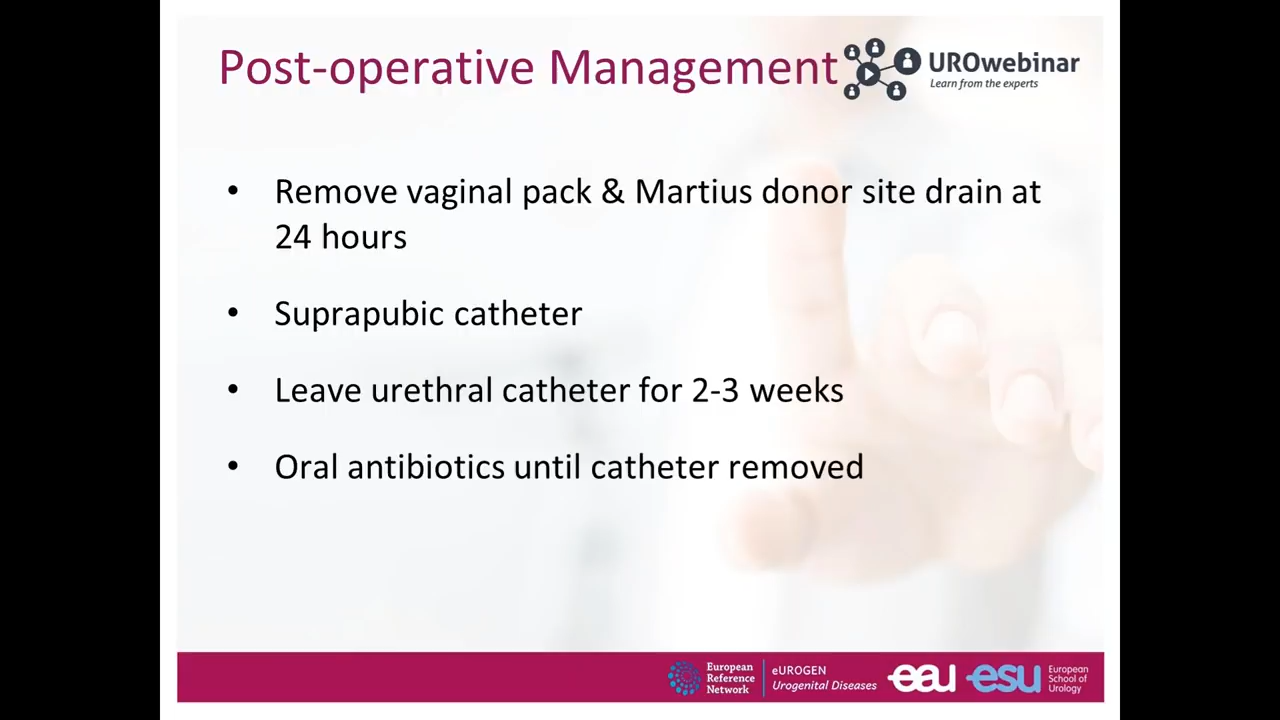 Post-operative Management
UROwebinar
Learn from the experts
• Remove vaginal pack & Martius donor site drain at
24 hours
• Suprapubic catheter
• Leave urethral catheter for 2-3 weeks
• Oral antibiotics until catheter removed
European
Reference
Network
eUROGEN
Urogenital Diseases
eau
esu
European
School of
Urology